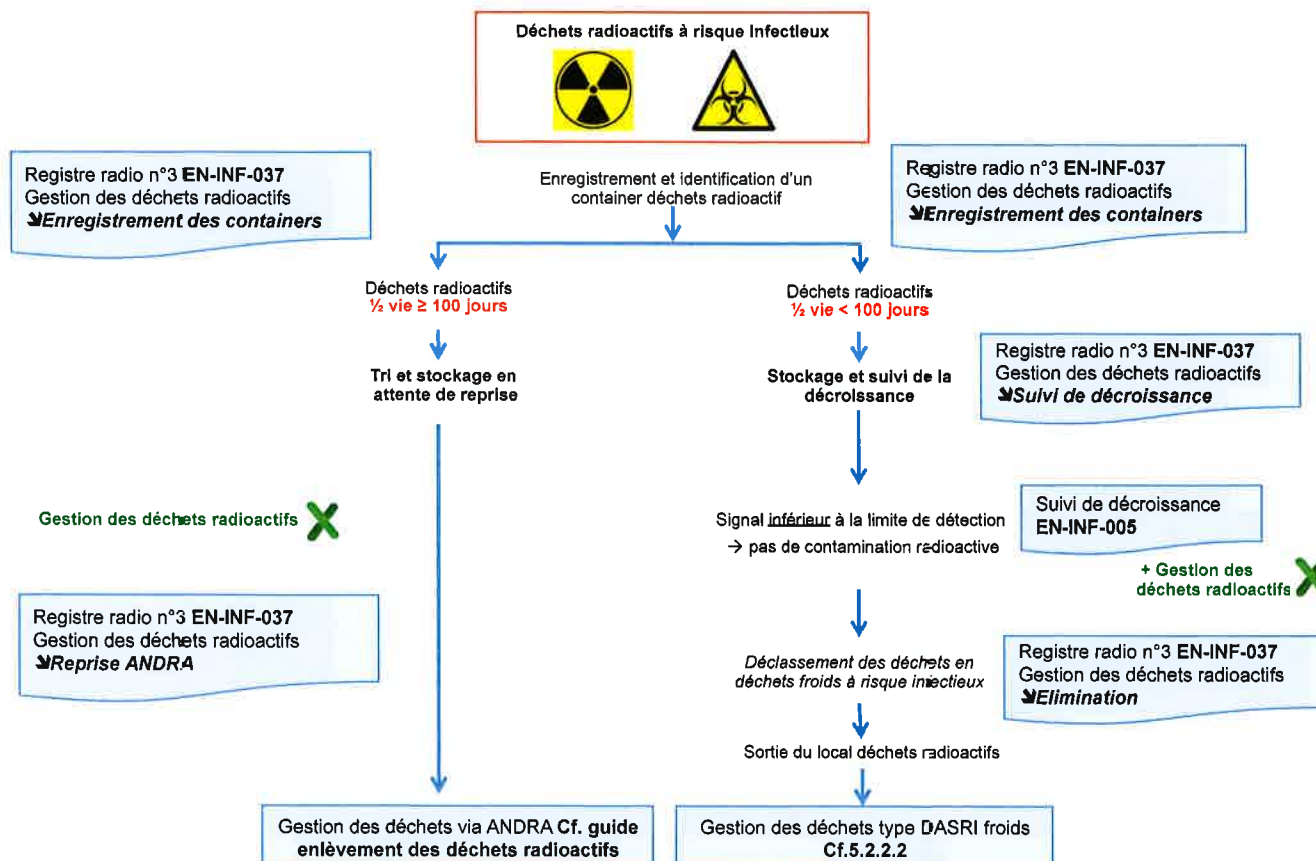 Déchets radioactifs à risque Infectieux
Registre radio n°3 EN-INF-037
Gestion des déchets radioactifs
➘Enregistrement des containers
Enregistrement et identification d'un
container déchets radioactif
Registre radio n°3 EN-INF-037
Gestion des déchets radioactifs
➘Enregistrement des containers
Déchets radioactifs
½ vie ≥ 100 jours
Déchets radioactifs
½ vie < 100 jours
Tri et stockage en
attente de reprise
Stockage et suivi de la
décroissance
Registre radio n°3 EN-INF-037
Gestion des déchets radioactifs
➘Suivi de décroissance
Gestion des déchets radioactifs
Signal inférieur à la limite de détection
→ pas de contamination radioactive
Suivi de décroissance
EN-INF-005
+ Gestion des
déchets radioactifs
Registre radio n°3 EN-INF-037
Gestion des déchets radioactifs
➘Reprise ANDRA
Déclassement des déchets en
déchets froids à risque infectieux
Registre radio n°3 EN-INF-037
Gestion des déchets radioactifs
➘Elimination
Sortie du local déchets radioactifs
Gestion des déchets via ANDRA Cf. guide
enlèvement des déchets radioactifs
Gestion des déchets type DASRI froids
Cf.5.2.2.2